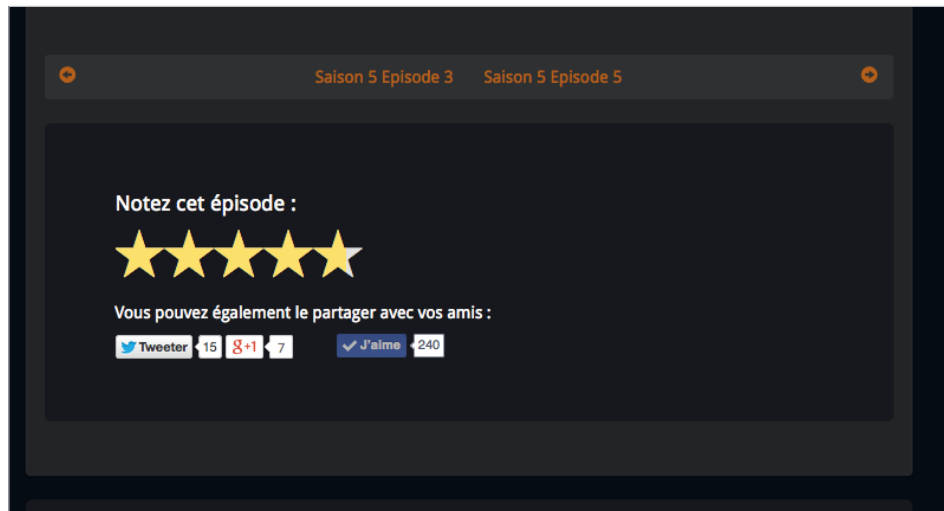 Saison 5 Episode 3 Saison 5 Episode 5
Notez cet épisode :
Vous pouvez également le partager avec vos amis :
Tweeter 15 g+1 7 J'aime 240